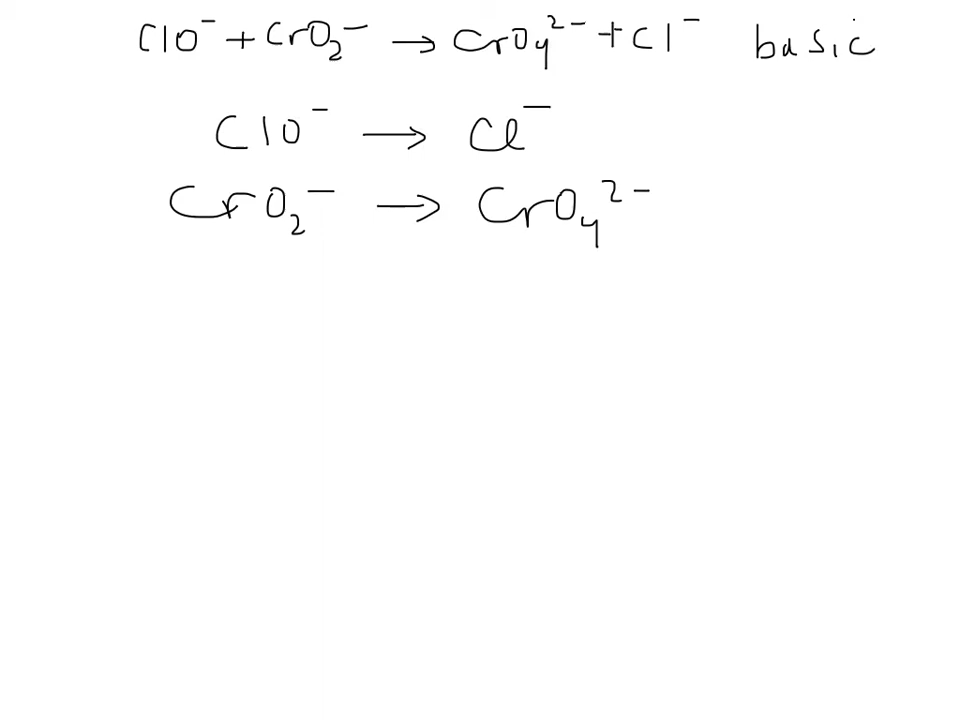 ClO⁻ + CrO₂⁻ → CrO₄²⁻ + Cl⁻ basic
ClO⁻ → Cl⁻
CrO₂⁻ → CrO₄²⁻